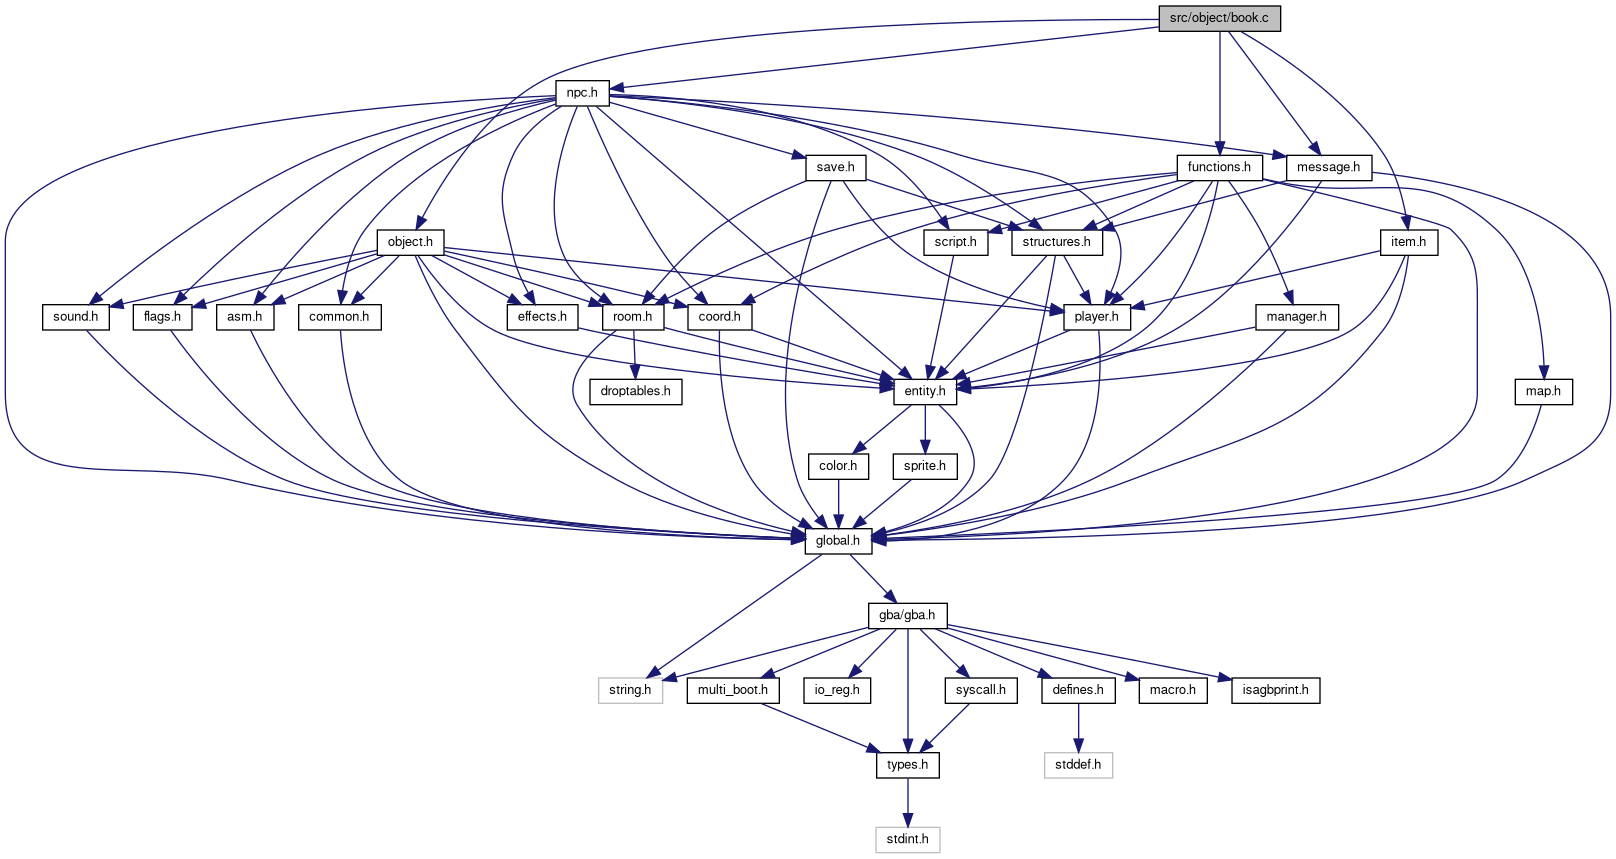 src/object/book.c
npc.h
save.h
functions.h
message.h
object.h
script.h
structures.h
item.h
sound.h
flags.h
asm.h
common.h
effects.h
room.h
coord.h
player.h
manager.h
droptables.h
entity.h
map.h
color.h
sprite.h
global.h
gba/gba.h
string.h
multi_boot.h
io_reg.h
syscall.h
defines.h
macro.h
isagbprint.h
types.h
stddef.h
stdint.h